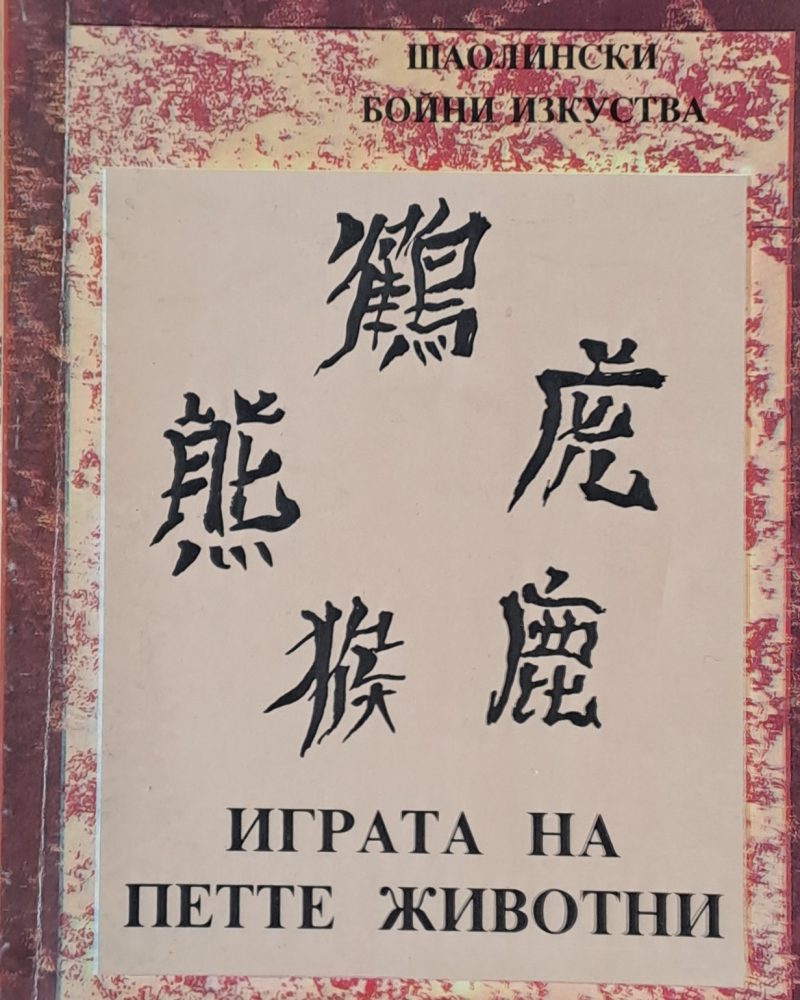 ШАОЛИНСКИ
БОЙНИ ИЗКУСТВА
鶴
虎
熊
猴
鹿
ИГРАТА НА
ПЕТТЕ ЖИВОТНИ